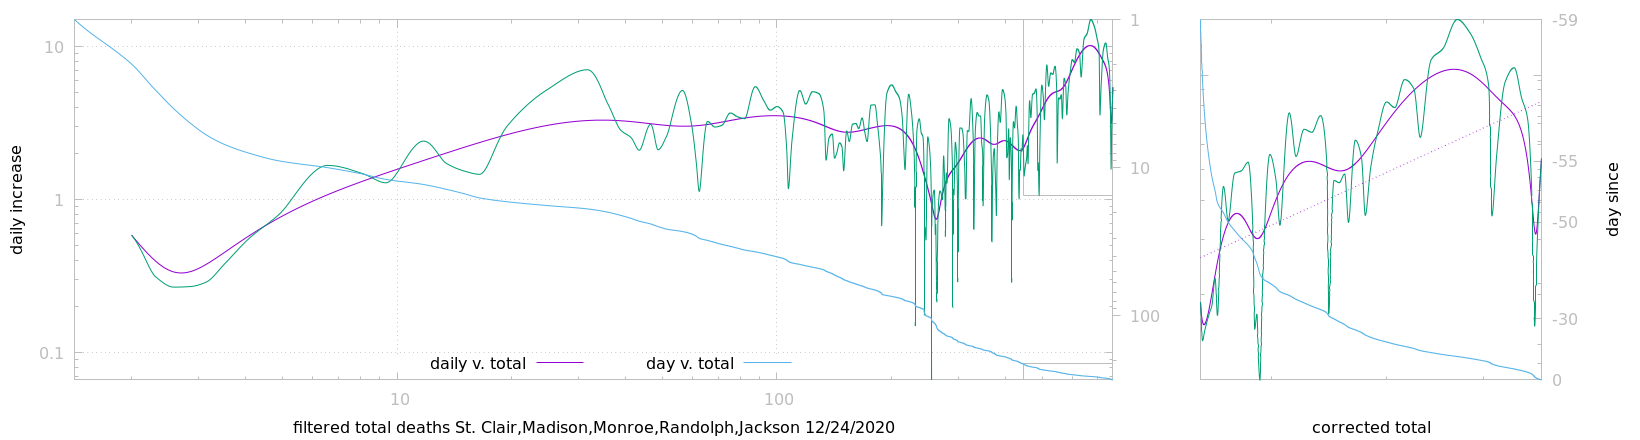 10
1
0.1
daily increase
10
100
1
10
100
daily v. total
day v. total
filtered total deaths St. Clair,Madison,Monroe,Randolph,Jackson 12/24/2020
-59
-55
-50
-30
0
day since
corrected total